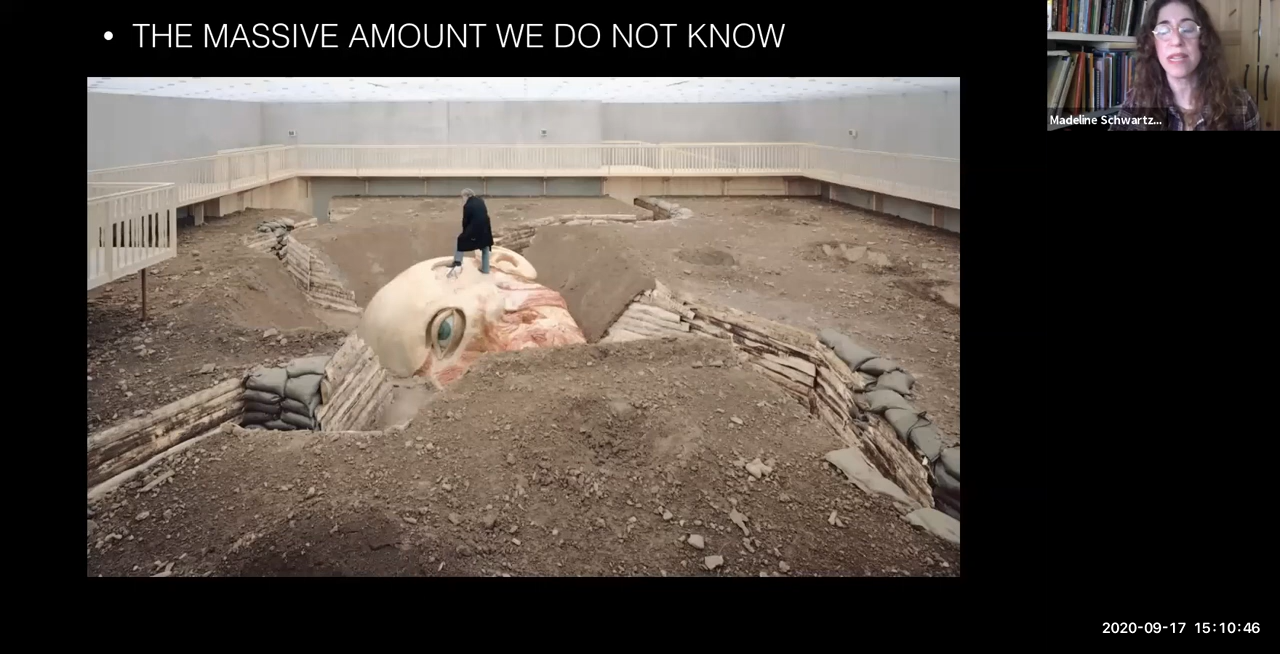 • THE MASSIVE AMOUNT WE DO NOT KNOW
Madeline Schwartz...
2020-09-17 15:10:46